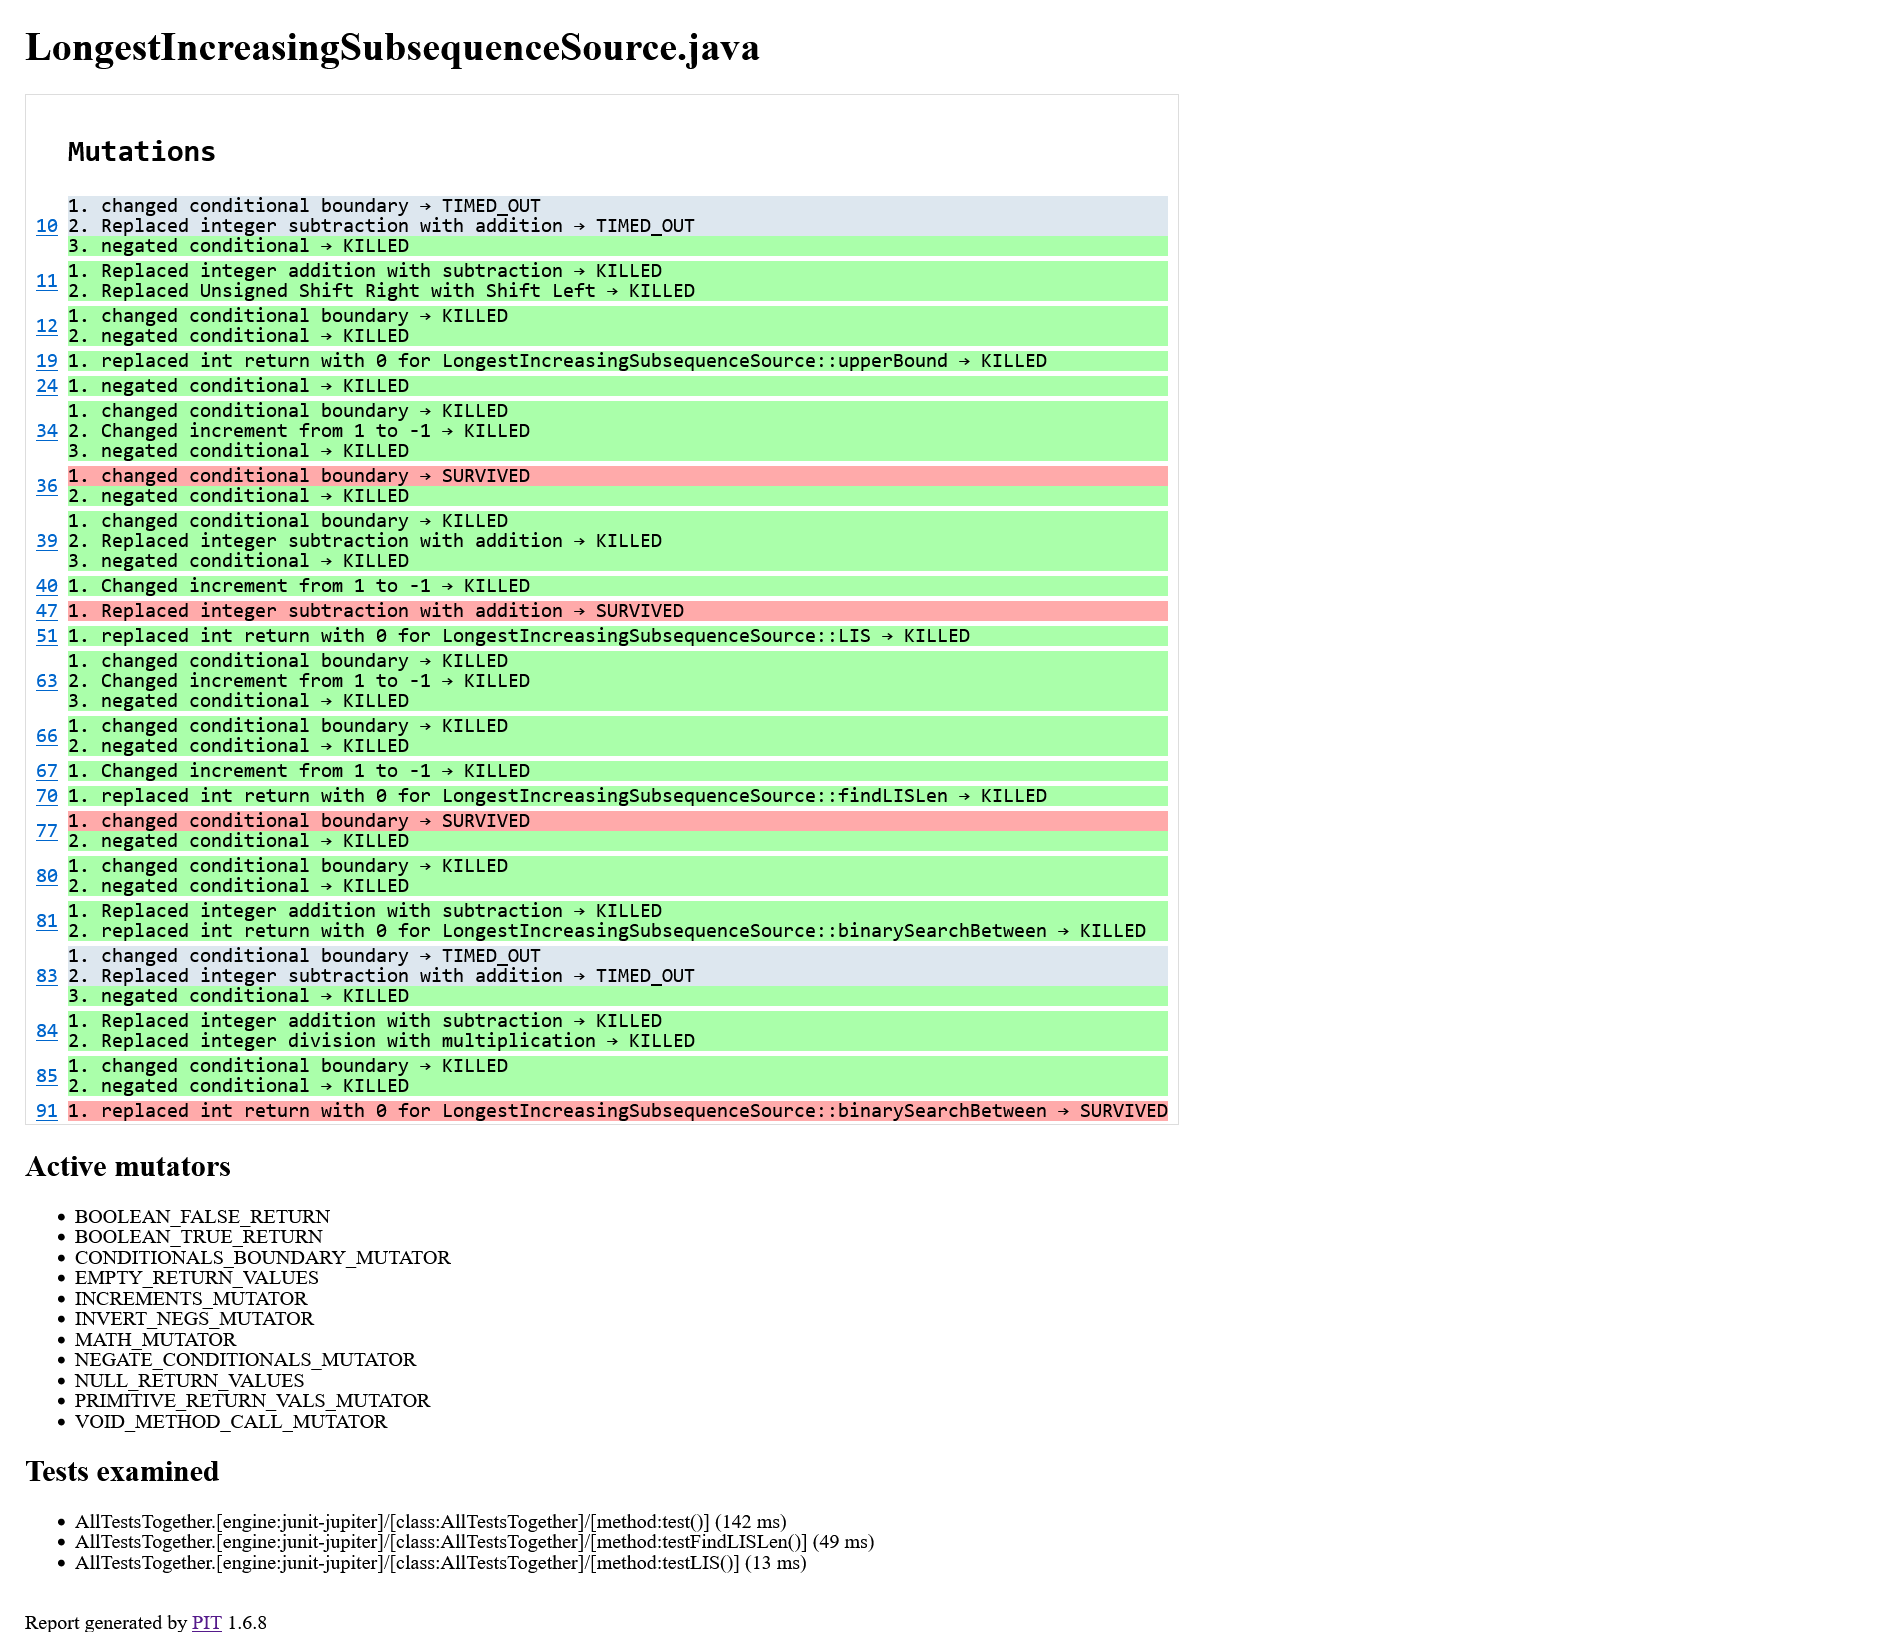 LongestIncreasingSubsequenceSource.java
Mutations
10
1. changed conditional boundary → TIMED_OUT
2. Replaced integer subtraction with addition → TIMED_OUT
3. negated conditional → KILLED
11
1. Replaced integer addition with subtraction → KILLED
2. Replaced Unsigned Shift Right with Shift Left → KILLED
12
1. changed conditional boundary → KILLED
2. negated conditional → KILLED
19 1. replaced int return with 0 for LongestIncreasingSubsequenceSource::upperBound → KILLED
24 1. negated conditional → KILLED
34
1. changed conditional boundary → KILLED
2. Changed increment from 1 to -1 → KILLED
3. negated conditional → KILLED
36
1. changed conditional boundary → SURVIVED
2. negated conditional → KILLED
39
1. changed conditional boundary → KILLED
2. Replaced integer subtraction with addition → KILLED
3. negated conditional → KILLED
40 1. Changed increment from 1 to -1 → KILLED
47 1. Replaced integer subtraction with addition → SURVIVED
51 1. replaced int return with 0 for LongestIncreasingSubsequenceSource::LIS → KILLED
63
1. changed conditional boundary → KILLED
2. Changed increment from 1 to -1 → KILLED
3. negated conditional → KILLED
66
1. changed conditional boundary → KILLED
2. negated conditional → KILLED
67 1. Changed increment from 1 to -1 → KILLED
70 1. replaced int return with 0 for LongestIncreasingSubsequenceSource::findLISLen → KILLED
77
1. changed conditional boundary → SURVIVED
2. negated conditional → KILLED
80
1. changed conditional boundary → KILLED
2. negated conditional → KILLED
81
1. Replaced integer addition with subtraction → KILLED
2. replaced int return with 0 for LongestIncreasingSubsequenceSource::binarySearchBetween → KILLED
83
1. changed conditional boundary → TIMED_OUT
2. Replaced integer subtraction with addition → TIMED_OUT
3. negated conditional → KILLED
84
1. Replaced integer addition with subtraction → KILLED
2. Replaced integer division with multiplication → KILLED
85
1. changed conditional boundary → KILLED
2. negated conditional → KILLED
91 1. replaced int return with 0 for LongestIncreasingSubsequenceSource::binarySearchBetween → SURVIVED
Active mutators
• BOOLEAN_FALSE_RETURN
• BOOLEAN_TRUE_RETURN
• CONDITIONALS_BOUNDARY_MUTATOR
• EMPTY_RETURN_VALUES
• INCREMENTS_MUTATOR
• INVERT_NEGS_MUTATOR
• MATH_MUTATOR
• NEGATE_CONDITIONALS_MUTATOR
• NULL_RETURN_VALUES
• PRIMITIVE_RETURN_VALS_MUTATOR
• VOID_METHOD_CALL_MUTATOR
Tests examined
• AllTestsTogether.[engine:junit-jupiter]/[class:AllTestsTogether]/[method:test()] (142 ms)
• AllTestsTogether.[engine:junit-jupiter]/[class:AllTestsTogether]/[method:testFindLISLen()] (49 ms)
• AllTestsTogether.[engine:junit-jupiter]/[class:AllTestsTogether]/[method:testLIS()] (13 ms)
Report generated by PIT 1.6.8